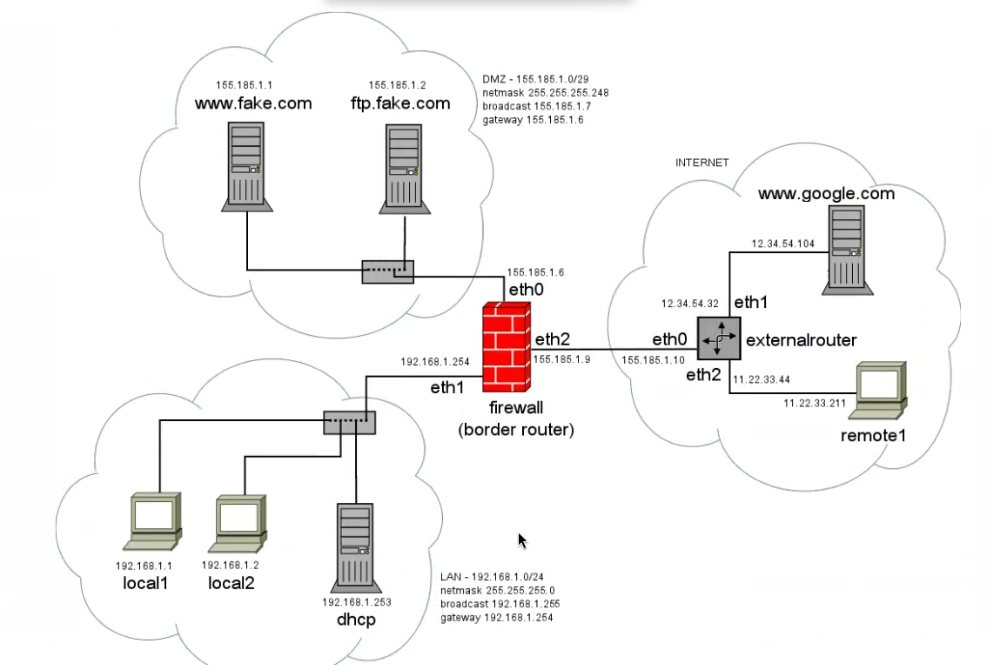 155.185.1.1
www.fake.com
155.185.1.2
ftp.fake.com
DMZ - 155.185.1.0/29
netmask 255.255.255.248
broadcast 155.185.1.7
gateway 155.185.1.6
INTERNET
www.google.com
12.34.54.104
155.185.1.6
eth0
12.34.54.32
eth1
eth2
155.185.1.9
eth0
155.185.1.10
externalrouter
eth2
11.22.33.44
11.22.33.211
remote1
192.168.1.254
eth1
firewall
(border router)
192.168.1.1
local1
192.168.1.2
local2
192.168.1.253
dhcp
LAN - 192.168.1.0/24
netmask 255.255.255.0
broadcast 192.168.1.255
gateway 192.168.1.254